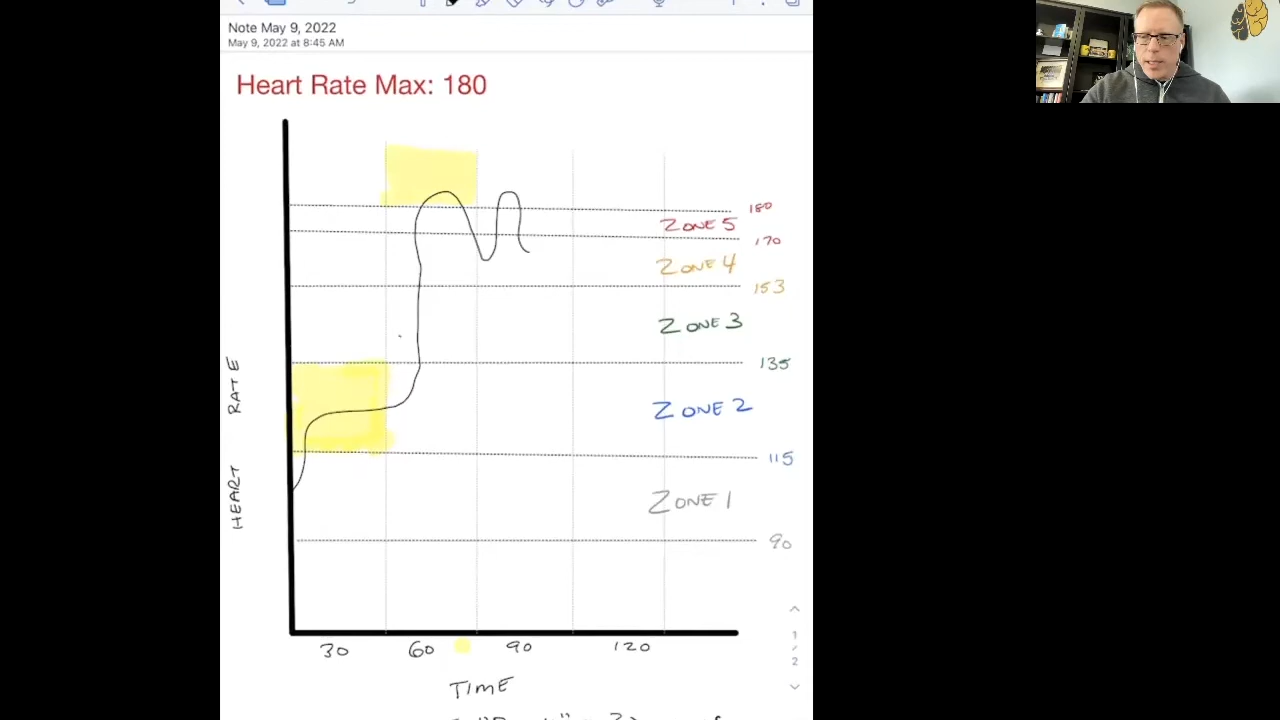 Note May 9, 2022
May 9, 2022 at 8:45 AM
Heart Rate Max: 180
180
ZONE 5
170
ZONE 4
153
ZONE 3
135
ZONE 2
115
ZONE 1
90
HEART RATE
30 60 90 120
TIME
1
/
2